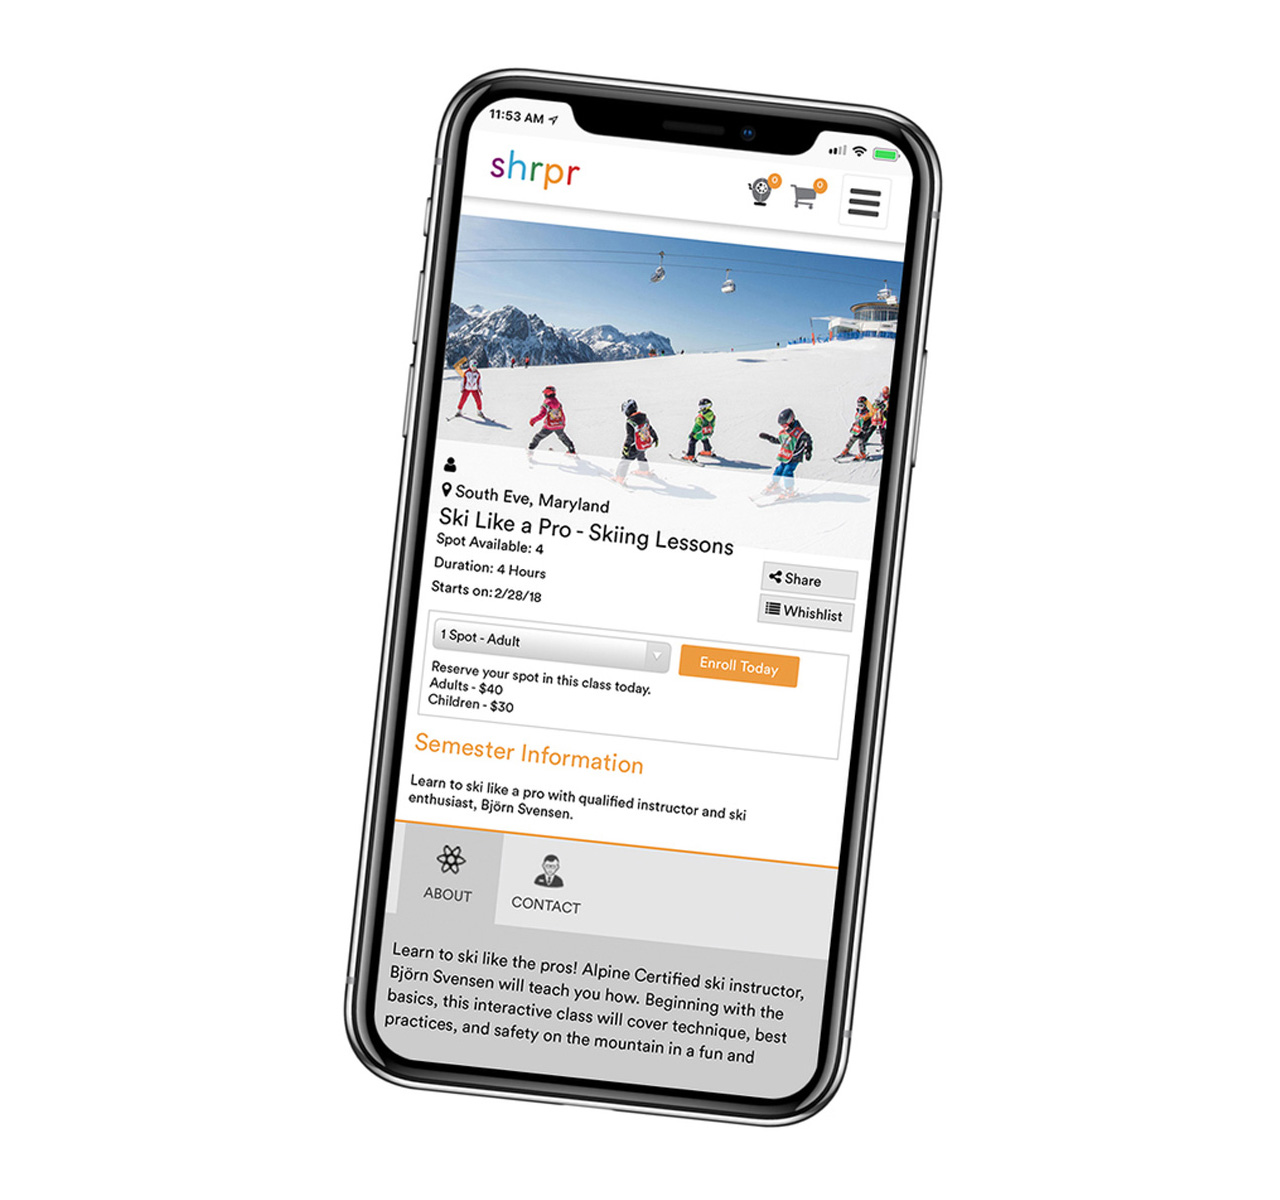 11:53 AM
shrpr
0 0
South Eve, Maryland
Ski Like a Pro - Skiing Lessons
Spot Available: 4
Duration: 4 Hours
Starts on: 2/28/18
Share
Whishlist
1 Spot - Adult
Enroll Today
Reserve your spot in this class today.
Adults - $40
Children - $30
Semester Information
Learn to ski like a pro with qualified instructor and ski
enthusiast, Björn Svensen.
ABOUT
CONTACT
Learn to ski like the pros! Alpine Certified ski instructor,
Björn Svensen will teach you how. Beginning with the
basics, this interactive class will cover technique, best
practices, and safety on the mountain in a fun and